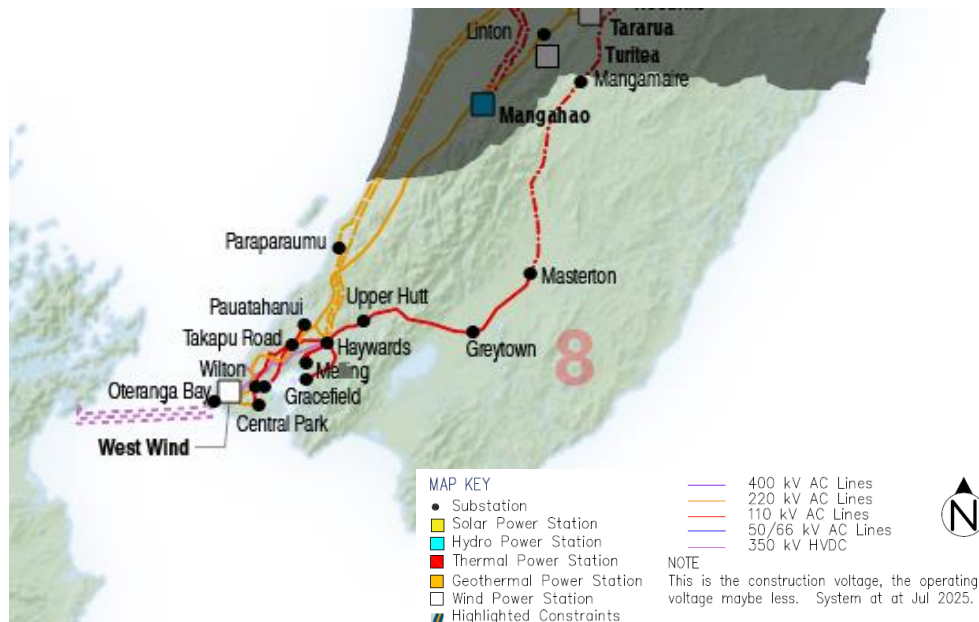 Linton
Tararua
Turitea
Mangamaire
Mangahao
Paraparaumu
Masterton
Pauatahanui
Upper Hutt
Takapu Road
Haywards
Greytown
8
Wilton
Melling
Oteranga Bay
Gracefield
Central Park
West Wind
MAP KEY
Substation
Solar Power Station
Hydro Power Station
Thermal Power Station
Geothermal Power Station
Wind Power Station
Highlighted Constraints
400 kV AC Lines
220 kV AC Lines
110 kV AC Lines
50/66 kV AC Lines
350 kV HVDC
NOTE
This is the construction voltage, the operating
voltage maybe less. System at at Jul 2025.
N